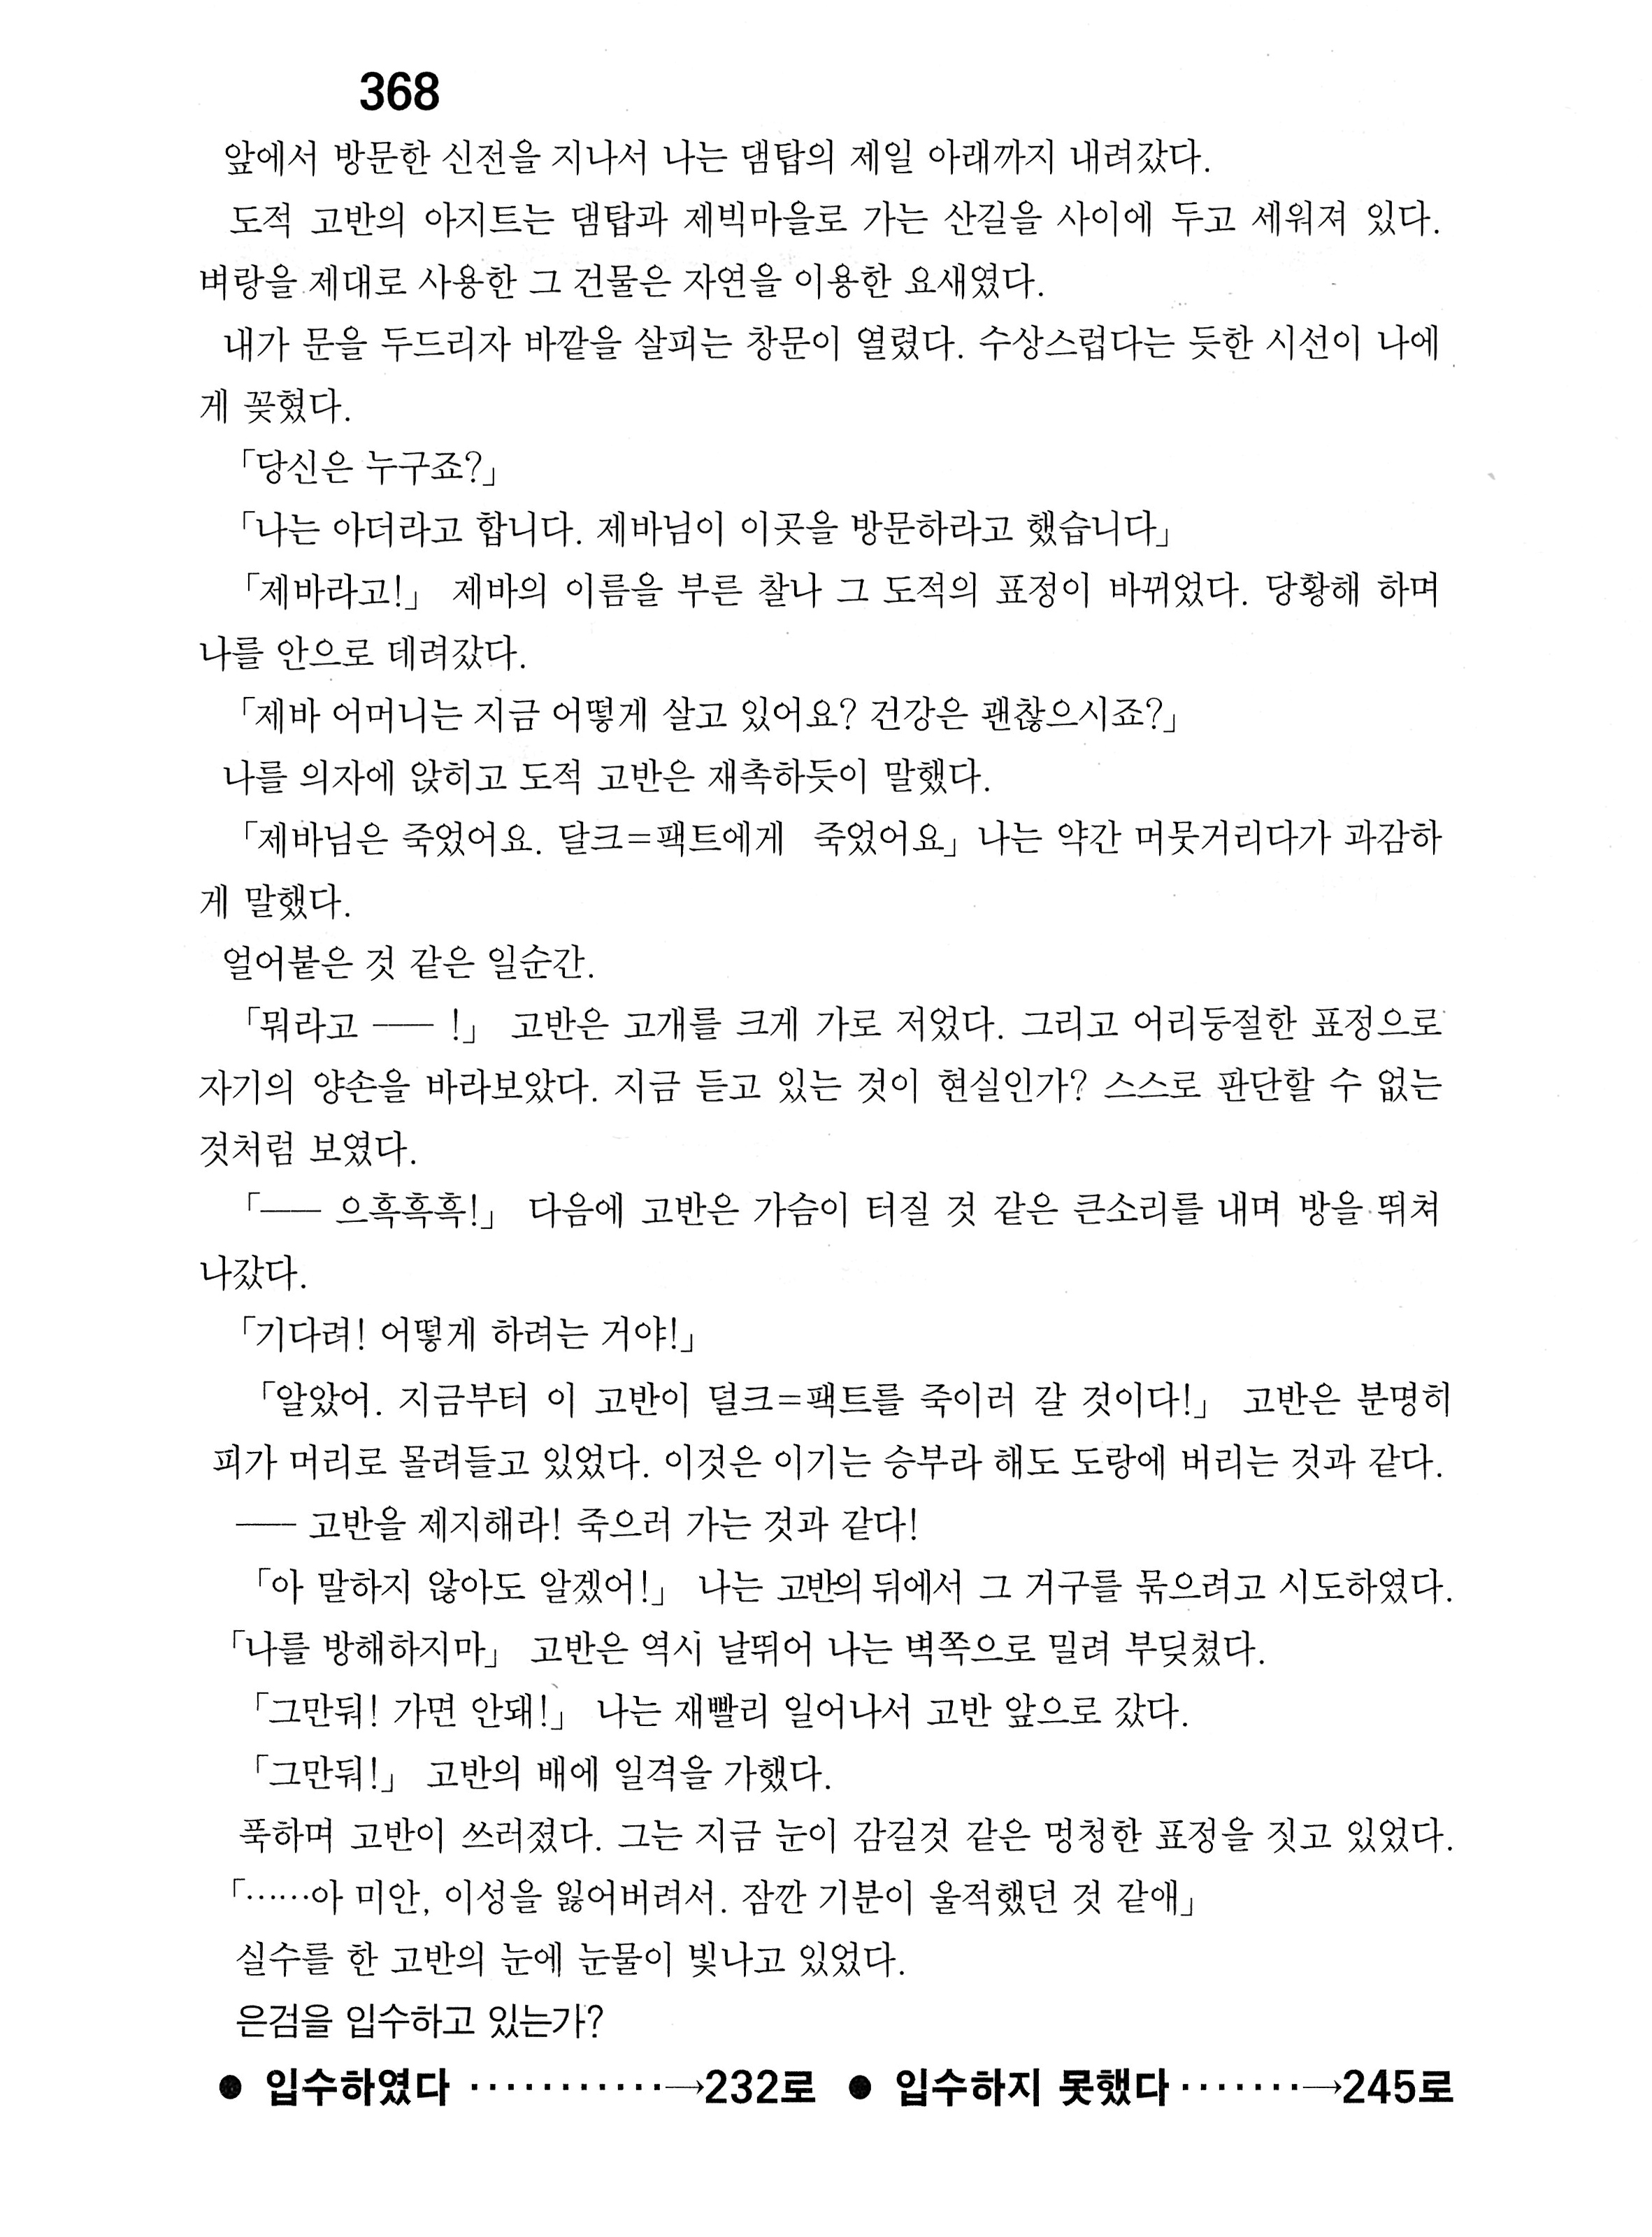 368
앞에서 방문한 신전을 지나서 나는 댐탑의 제일 아래까지 내려갔다.
도적 고반의 아지트는 댐탑과 제빅마을로 가는 산길을 사이에 두고 세워져 있다.
벼랑을 제대로 사용한 그 건물은 자연을 이용한 요새였다.
내가 문을 두드리자 바깥을 살피는 창문이 열렸다. 수상스럽다는 듯한 시선이 나에
게 꽂혔다.
「당신은 누구죠?」
「나는 아더라고 합니다. 제바님이 이곳을 방문하라고 했습니다」
「제바라고!」 제바의 이름을 부른 찰나 그 도적의 표정이 바뀌었다. 당황해 하며
나를 안으로 데려갔다.
「제바 어머니는 지금 어떻게 살고 있어요? 건강은 괜찮으시죠?」
나를 의자에 앉히고 도적 고반은 재촉하듯이 말했다.
「제바님은 죽었어요. 달크=팩트에게 죽었어요」 나는 약간 머뭇거리다가 과감하
게 말했다.
얼어붙은 것 같은 일순간.
「뭐라고 ── !」 고반은 고개를 크게 가로 저었다. 그리고 어리둥절한 표정으로
자기의 양손을 바라보았다. 지금 듣고 있는 것이 현실인가? 스스로 판단할 수 없는
것처럼 보였다.
「── 으흑흑흑!」 다음에 고반은 가슴이 터질 것 같은 큰소리를 내며 방을 뛰쳐
나갔다.
「기다려! 어떻게 하려는 거야!」
「알았어. 지금부터 이 고반이 덜크=팩트를 죽이러 갈 것이다!」 고반은 분명히
피가 머리로 몰려들고 있었다. 이것은 이기는 승부라 해도 도랑에 버리는 것과 같다.
── 고반을 제지해라! 죽으러 가는 것과 같다!
「아 말하지 않아도 알겠어!」 나는 고반의 뒤에서 그 거구를 묶으려고 시도하였다.
「나를 방해하지마」 고반은 역시 날뛰어 나는 벽쪽으로 밀려 부딪쳤다.
「그만둬! 가면 안돼!」 나는 재빨리 일어나서 고반 앞으로 갔다.
「그만둬!」 고반의 배에 일격을 가했다.
푹하며 고반이 쓰러졌다. 그는 지금 눈이 감길것 같은 멍청한 표정을 짓고 있었다.
「……아 미안, 이성을 잃어버려서. 잠깐 기분이 울적했던 것 같애」
실수를 한 고반의 눈에 눈물이 빛나고 있었다.
은검을 입수하고 있는가?
● 입수하였다 ············→232로 ● 입수하지 못했다 ·······→245로